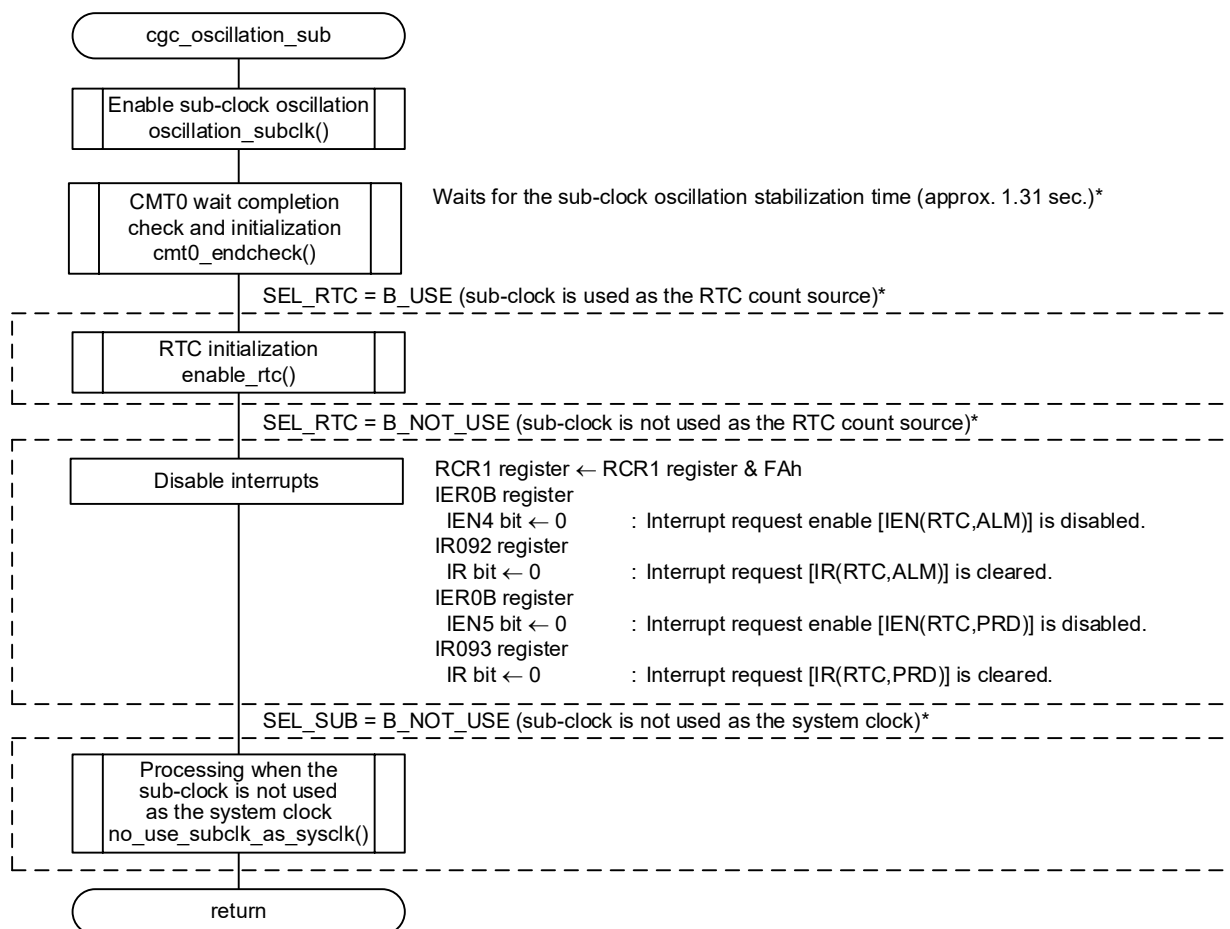 cgc_oscillation_sub
Enable sub-clock oscillation
oscillation_subclk()
CMT0 wait completion
check and initialization
cmt0_endcheck()
Waits for the sub-clock oscillation stabilization time (approx. 1.31 sec.)*
SEL_RTC = B_USE (sub-clock is used as the RTC count source)*
RTC initialization
enable_rtc()
SEL_RTC = B_NOT_USE (sub-clock is not used as the RTC count source)*
Disable interrupts
RCR1 register ← RCR1 register & FAh
IER0B register
IEN4 bit ← 0 : Interrupt request enable [IEN(RTC,ALM)] is disabled.
IR092 register
IR bit ← 0 : Interrupt request [IR(RTC,ALM)] is cleared.
IER0B register
IEN5 bit ← 0 : Interrupt request enable [IEN(RTC,PRD)] is disabled.
IR093 register
IR bit ← 0 : Interrupt request [IR(RTC,PRD)] is cleared.
SEL_SUB = B_NOT_USE (sub-clock is not used as the system clock)*
Processing when the
sub-clock is not used
as the system clock
no_use_subclk_as_sysclk()
return